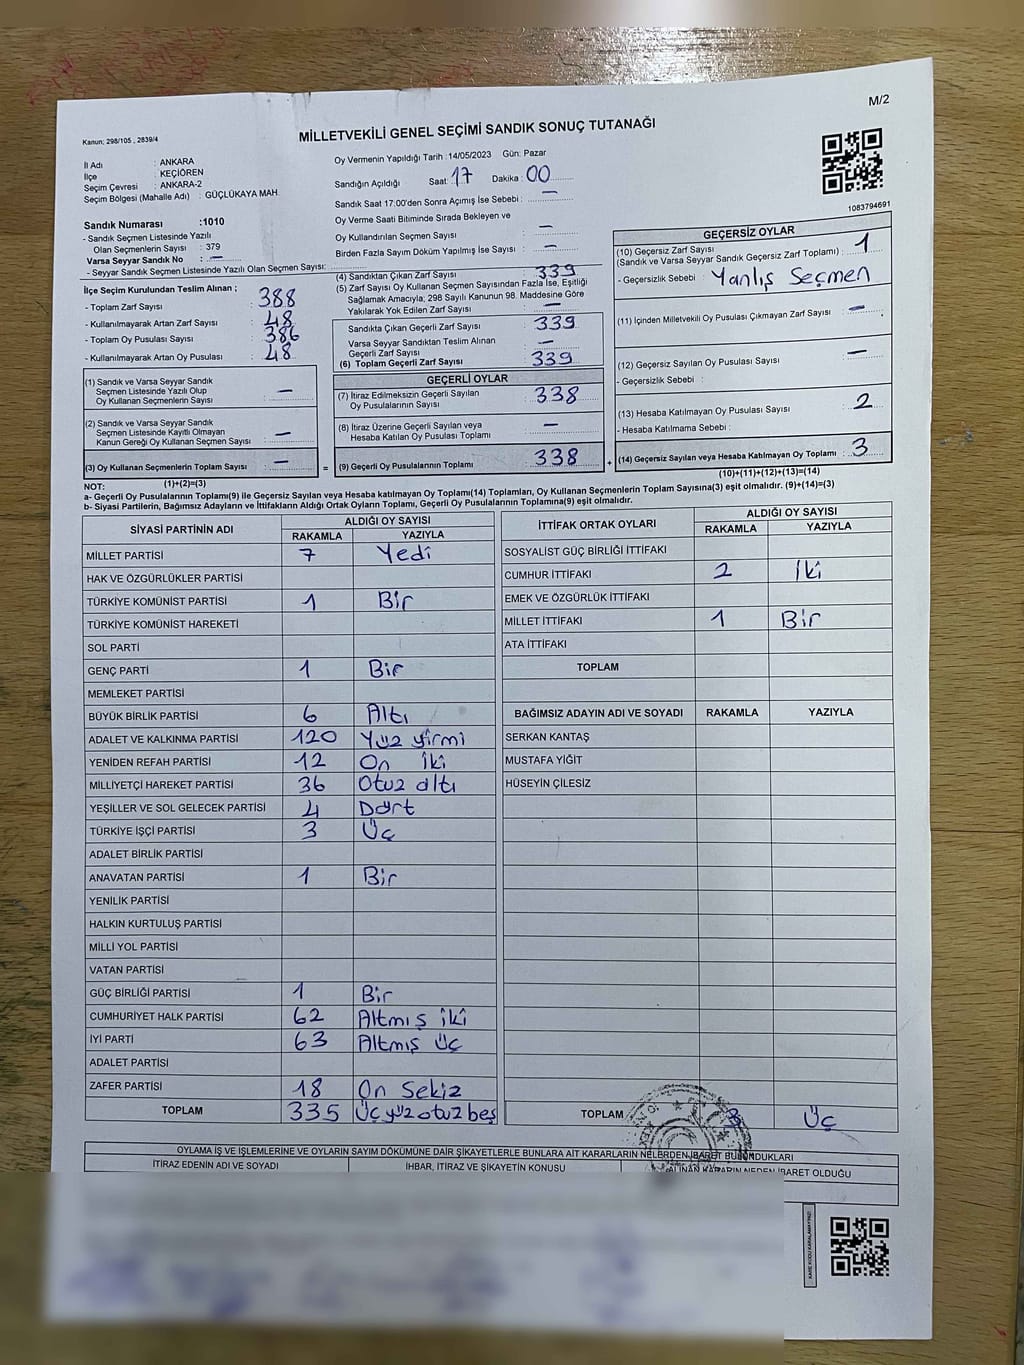 M/2
Kanun; 298/105 , 2839/4
MİLLETVEKİLİ GENEL SEÇİMİ SANDIK SONUÇ TUTANAĞI
İl Adı : ANKARA
İlçe : KEÇİÖREN
Seçim Çevresi : ANKARA-2
Seçim Bölgesi (Mahalle Adı) : GÜÇLÜKAYA MAH.
Sandık Numarası :1010
- Sandık Seçmen Listesinde Yazılı
Olan Seçmenlerin Sayısı : 379
Varsa Seyyar Sandık No : —
- Seyyar Sandık Seçmen Listesinde Yazılı Olan Seçmen Sayısı:
İlçe Seçim Kurulundan Teslim Alınan ;
- Toplam Zarf Sayısı : 388
- Kullanılmayarak Artan Zarf Sayısı : 48
- Toplam Oy Pusulası Sayısı : 386
- Kullanılmayarak Artan Oy Pusulası : 48
(1) Sandık ve Varsa Seyyar Sandık
Seçmen Listesinde Yazılı Olup
Oy Kullanan Seçmenlerin Sayısı : —
(2) Sandık ve Varsa Seyyar Sandık
Seçmen Listesinde Kayıtlı Olmayan
Kanun Gereği Oy Kullanan Seçmen Sayısı : —
(3) Oy Kullanan Seçmenlerin Toplam Sayısı : —
(1)+(2)=(3)
Oy Vermenin Yapıldığı Tarih :14/05/2023 Gün: Pazar
Sandığın Açıldığı Saat: 17 Dakika : 00
Sandık Saat 17.00'den Sonra Açımış İse Sebebi : —
Oy Verme Saati Bitiminde Sırada Bekleyen ve
Oy Kullandırılan Seçmen Sayısı : —
Birden Fazla Sayım Döküm Yapılmış İse Sayısı : —
(4) Sandıktan Çıkan Zarf Sayısı : 339
(5) Zarf Sayısı Oy Kullanan Seçmen Sayısından Fazla İse, Eşitliği
Sağlamak Amacıyla; 298 Sayılı Kanunun 98. Maddesine Göre
Yakılarak Yok Edilen Zarf Sayısı : —
Sandıkta Çıkan Geçerli Zarf Sayısı : 339
Varsa Seyyar Sandıktan Teslim Alınan
Geçerli Zarf Sayısı : —
(6) Toplam Geçerli Zarf Sayısı : 339
GEÇERLİ OYLAR
(7) İtiraz Edilmeksizin Geçerli Sayılan
Oy Pusulalarının Sayısı : 338
(8) İtiraz Üzerine Geçerli Sayılan veya
Hesaba Katılan Oy Pusulası Toplamı : —
= (9) Geçerli Oy Pusulalarının Toplamı : 338 +
1083794691
GEÇERSİZ OYLAR
(10) Geçersiz Zarf Sayısı
(Sandık ve Varsa Seyyar Sandık Geçersiz Zarf Toplamı) : 1
- Geçersizlik Sebebi : Yanlış Seçmen
(11) İçinden Milletvekili Oy Pusulası Çıkmayan Zarf Sayısı : —
(12) Geçersiz Sayılan Oy Pusulası Sayısı : —
- Geçersizlik Sebebi :
(13) Hesaba Katılmayan Oy Pusulası Sayısı : 2
- Hesaba Katılmama Sebebi :
(14) Geçersiz Sayılan veya Hesaba Katılmayan Oy Toplamı : 3
(10)+(11)+(12)+(13)=(14)
NOT:
a- Geçerli Oy Pusulalarının Toplamı(9) ile Geçersiz Sayılan veya Hesaba katılmayan Oy Toplamı(14) Toplamları, Oy Kullanan Seçmenlerin Toplam Sayısına(3) eşit olmalıdır. (9)+(14)=(3)
b- Siyasi Partilerin, Bağımsız Adayların ve İttifakların Aldığı Ortak Oyların Toplamı, Geçerli Oy Pusulalarının Toplamına(9) eşit olmalıdır.
SİYASİ PARTİNİN ADI ALDIĞI OY SAYISI
RAKAMLA YAZIYLA
MİLLET PARTİSİ 7 Yedi
HAK VE ÖZGÜRLÜKLER PARTİSİ
TÜRKİYE KOMÜNİST PARTİSİ 1 Bir
TÜRKİYE KOMÜNİST HAREKETİ
SOL PARTİ
GENÇ PARTİ 1 Bir
MEMLEKET PARTİSİ
BÜYÜK BİRLİK PARTİSİ 6 Altı
ADALET VE KALKINMA PARTİSİ 120 Yüz yirmi
YENİDEN REFAH PARTİSİ 12 On iki
MİLLİYETÇİ HAREKET PARTİSİ 36 Otuz altı
YEŞİLLER VE SOL GELECEK PARTİSİ 4 Dört
TÜRKİYE İŞÇİ PARTİSİ 3 Üç
ADALET BİRLİK PARTİSİ
ANAVATAN PARTİSİ 1 Bir
YENİLİK PARTİSİ
HALKIN KURTULUŞ PARTİSİ
MİLLİ YOL PARTİSİ
VATAN PARTİSİ
GÜÇ BİRLİĞİ PARTİSİ 1 Bir
CUMHURİYET HALK PARTİSİ 62 Altmış iki
İYİ PARTİ 63 Altmış üç
ADALET PARTİSİ
ZAFER PARTİSİ 18 On Sekiz
TOPLAM 335 Üçyüzotuzbeş
İTTİFAK ORTAK OYLARI ALDIĞI OY SAYISI
RAKAMLA YAZIYLA
SOSYALİST GÜÇ BİRLİĞİ İTTİFAKI
CUMHUR İTTİFAKI 2 İki
EMEK VE ÖZGÜRLÜK İTTİFAKI
MİLLET İTTİFAKI 1 Bir
ATA İTTİFAKI
TOPLAM
BAĞIMSIZ ADAYIN ADI VE SOYADI RAKAMLA YAZIYLA
SERKAN KANTAŞ
MUSTAFA YİĞİT
HÜSEYİN ÇİLESİZ
TOPLAM 3 Üç
OYLAMA İŞ VE İŞLEMLERİNE VE OYLARIN SAYIM DÖKÜMÜNE DAİR ŞİKAYETLERLE BUNLARA AİT KARARLARIN NELERDEN İBARET BULUNDUKLARI
İTİRAZ EDENİN ADI VE SOYADI İHBAR, İTİRAZ VE ŞİKAYETİN KONUSU ALINAN KARARIN NEDEN İBARET OLDUĞU
KARE KODU KARALAMAYINIZ!